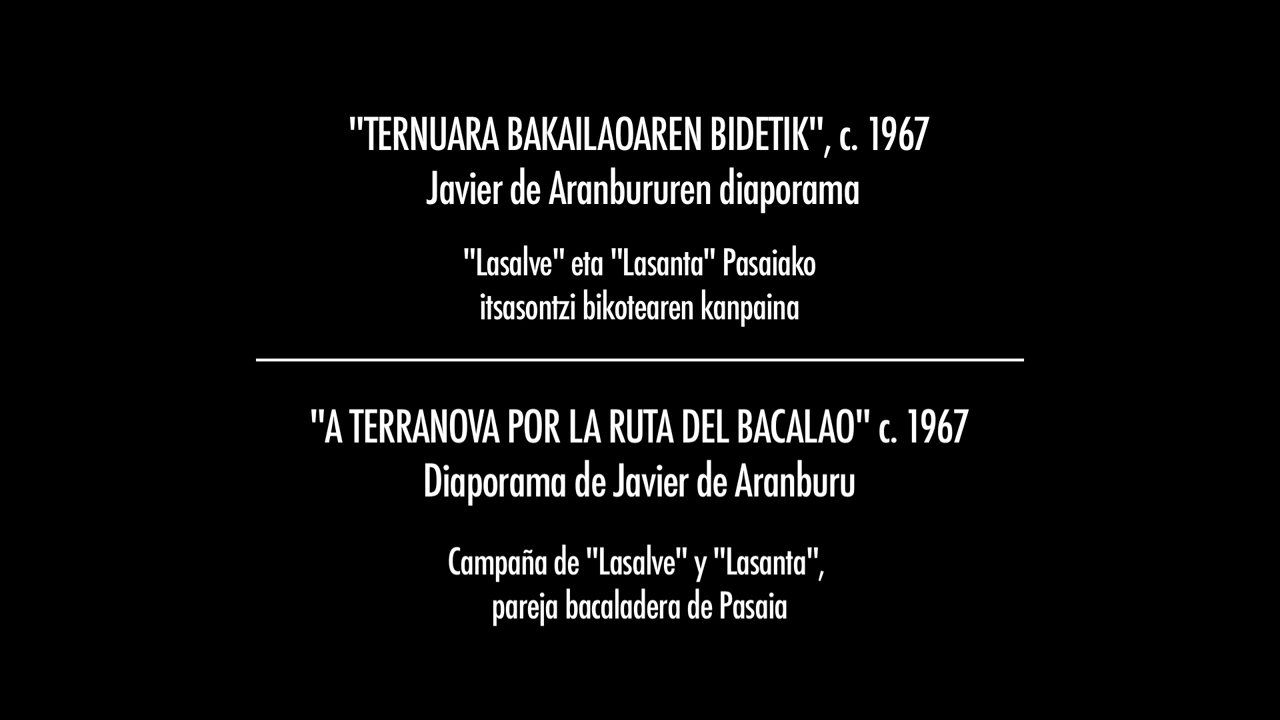 "TERNUARA BAKAILAOAREN BIDETIK", c. 1967
Javier de Aranbururen diaporama
"Lasalve" eta "Lasanta" Pasaiako
itsasontzi bikotearen kanpaina
"A TERRANOVA POR LA RUTA DEL BACALAO" c. 1967
Diaporama de Javier de Aranburu
Campaña de "Lasalve" y "Lasanta",
pareja bacaladera de Pasaia